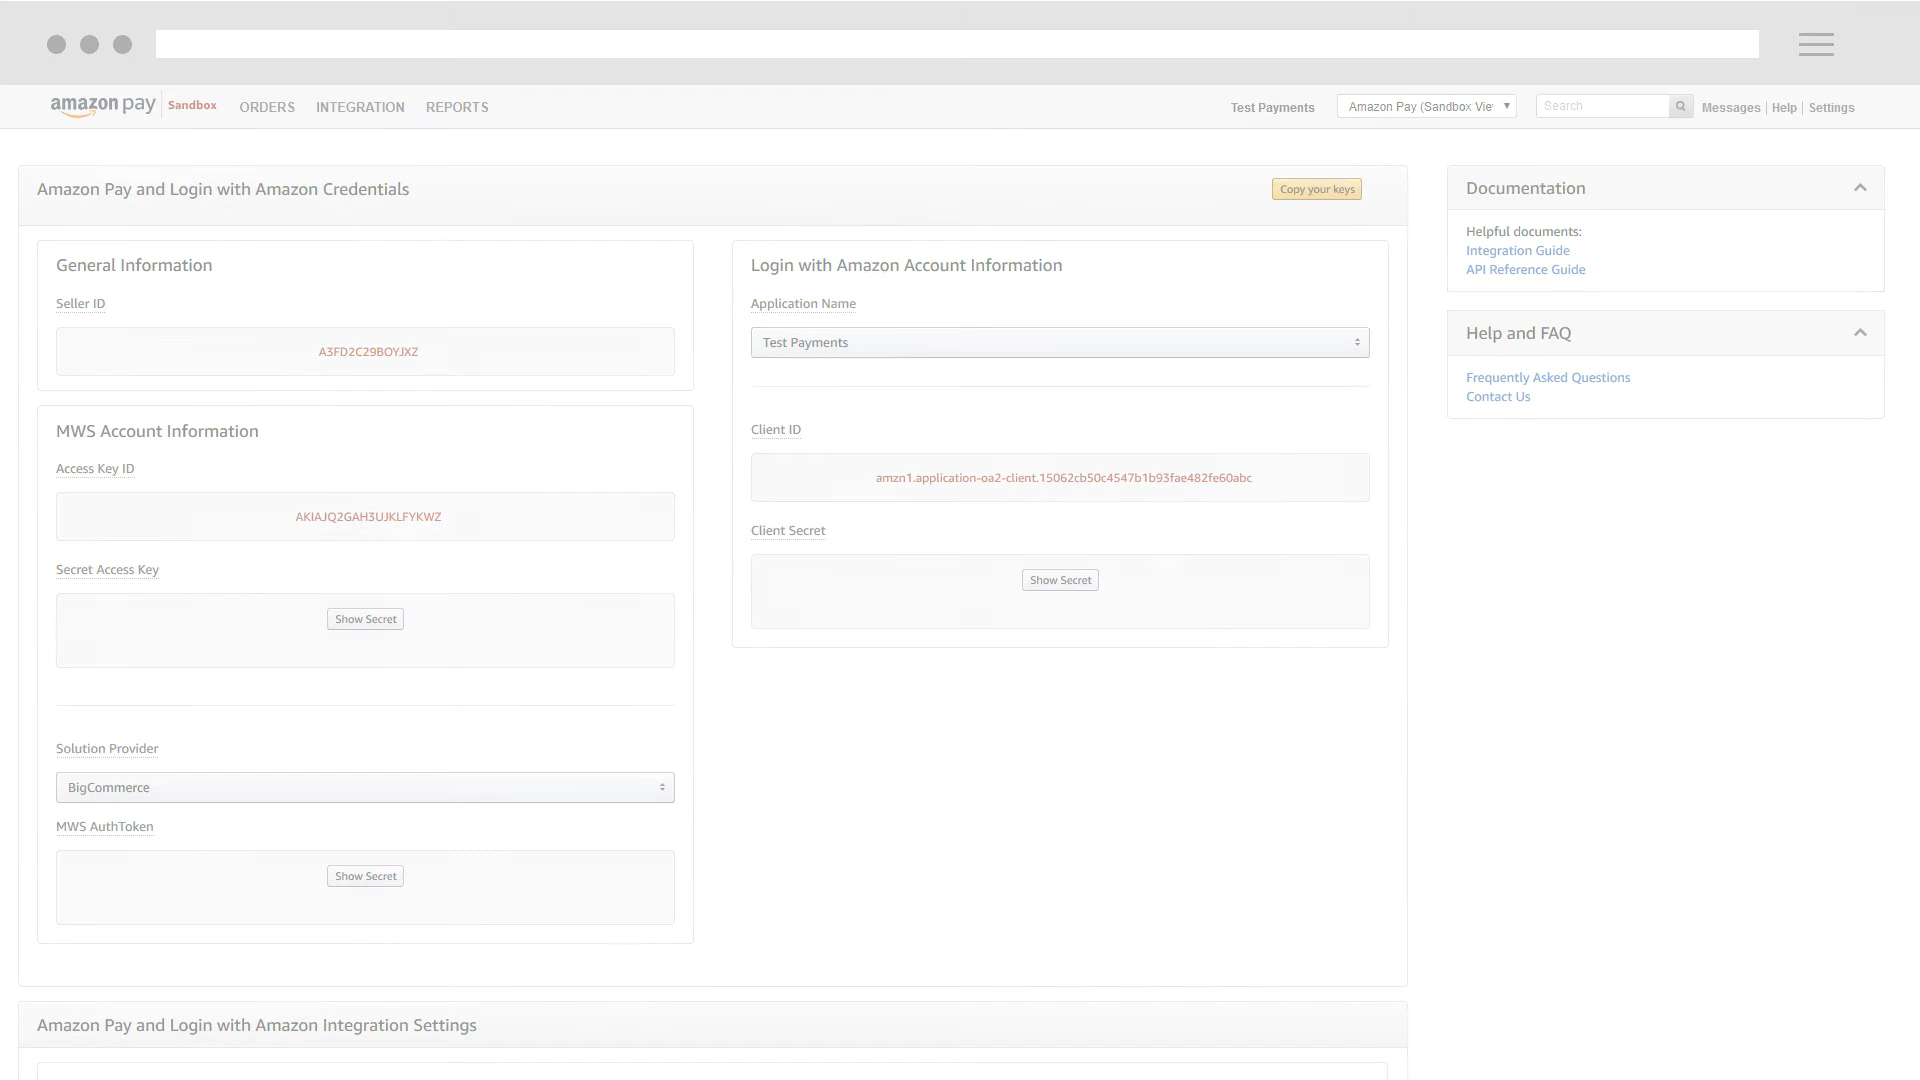 amazon pay Sandbox ORDERS INTEGRATION REPORTS Test Payments Amazon Pay (Sandbox Vie Search Messages Help Settings
Amazon Pay and Login with Amazon Credentials
Copy your keys
General Information
Seller ID
A3FD2C29BOYJXZ
MWS Account Information
Access Key ID
AKIAJQ2GAH3UJKLFYKWZ
Secret Access Key
Show Secret
Solution Provider
BigCommerce
MWS AuthToken
Show Secret
Login with Amazon Account Information
Application Name
Test Payments
Client ID
amzn1.application-oa2-client.15062cb50c4547b1b93fae482fe60abc
Client Secret
Show Secret
Documentation
Helpful documents:
Integration Guide
API Reference Guide
Help and FAQ
Frequently Asked Questions
Contact Us
Amazon Pay and Login with Amazon Integration Settings